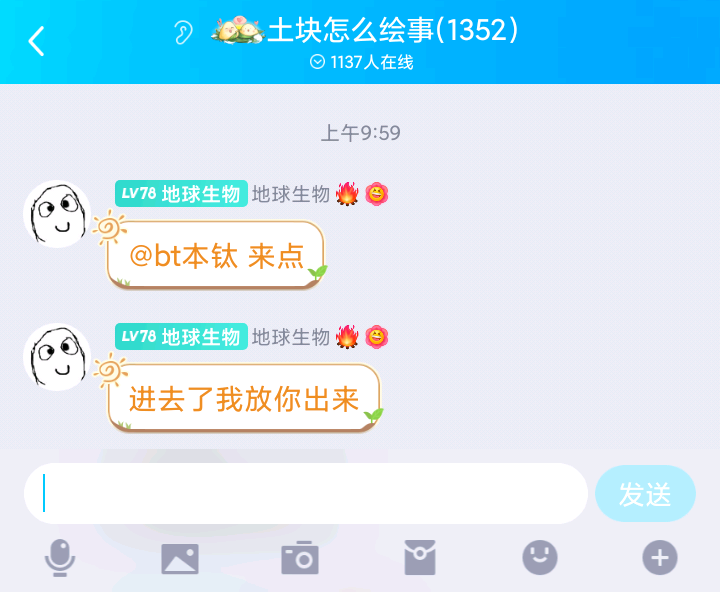 土块怎么绘事(1352)
1137人在线
上午9:59
LV78 地球生物 地球生物
@bt本钛 来点
LV78 地球生物 地球生物
进去了我放你出来
发送